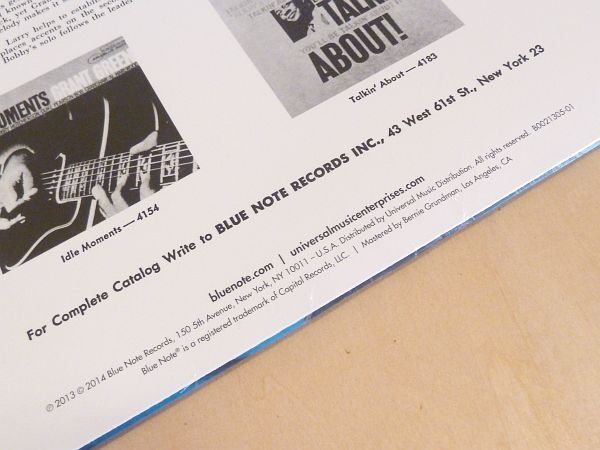 Larry helps to establish
places accents on the secon
Bobby's solo follows the leader
TALK
ABOUT!
Talkin' About — 4183
MOMENTS GRANT GREEN
Idle Moments — 4154
For Complete Catalog Write to BLUE NOTE RECORDS INC., 43 West 61st St., New York 23
bluenote.com | universalmusicenterprises.com
℗ 2013 © 2014 Blue Note Records, 150 5th Avenue, New York, NY 10011 – U.S.A. Distributed by Universal Music Distribution. All rights reserved. B0021305-01
Blue Note® is a registered trademark of Capitol Records, LLC. | Mastered by Bernie Grundman, Los Angeles, CA